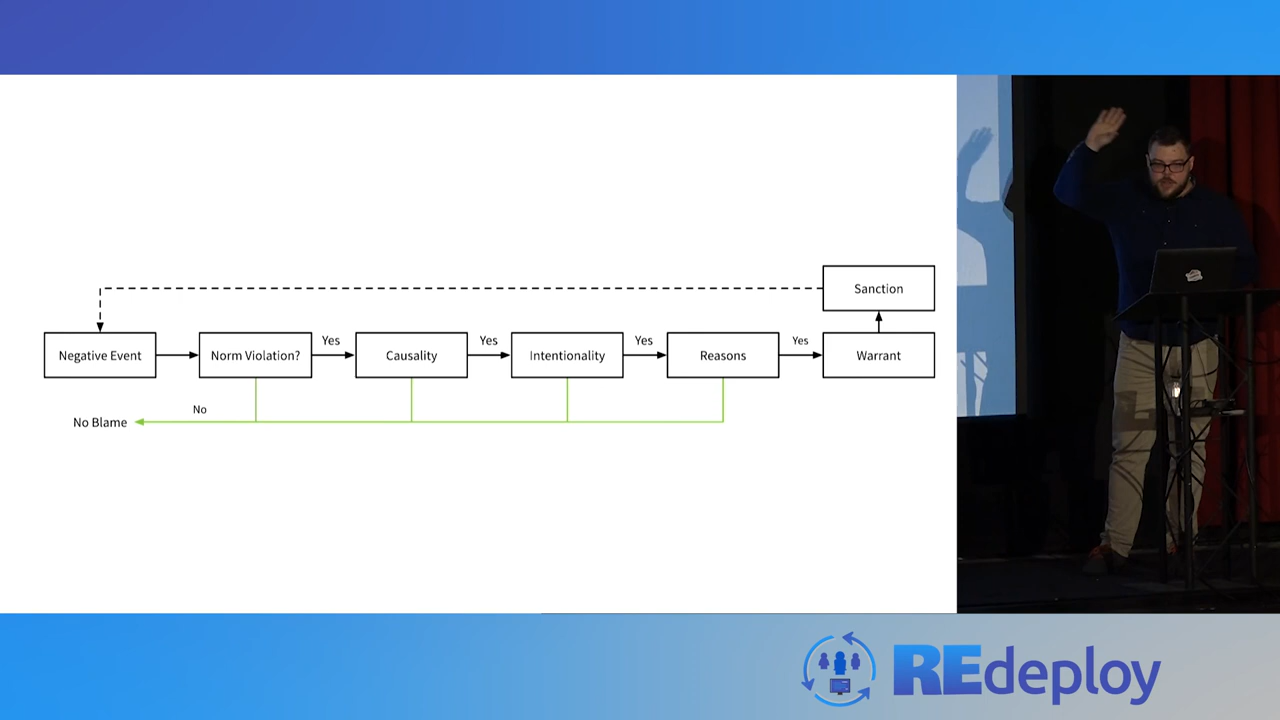 Sanction
Yes
Yes
Yes
Yes
Negative Event
Norm Violation?
Causality
Intentionality
Reasons
Warrant
No
No Blame
REdeploy